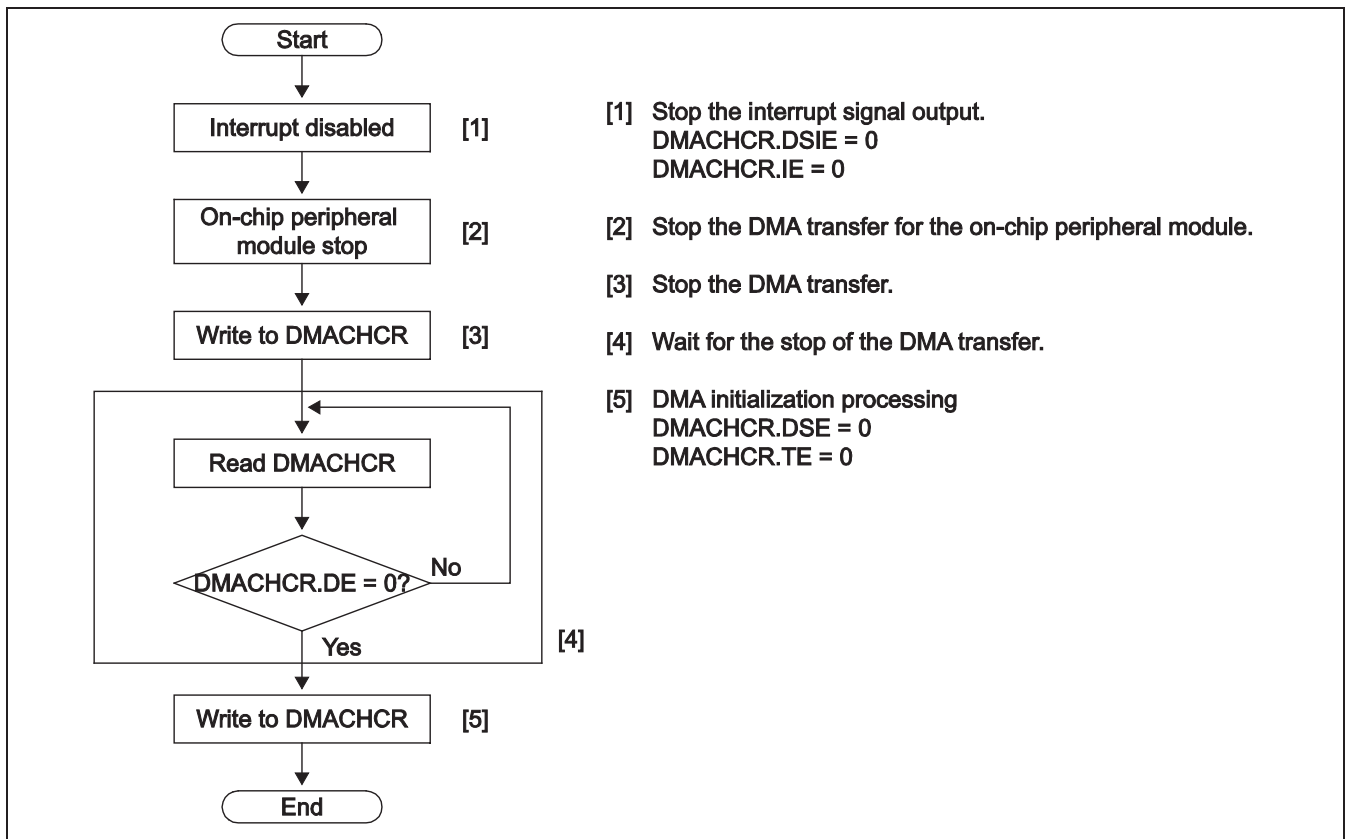 Start
Interrupt disabled
[1]
On-chip peripheral
module stop
[2]
Write to DMACHCR
[3]
Read DMACHCR
DMACHCR.DE = 0?
No
Yes
[4]
Write to DMACHCR
[5]
End
[1] Stop the interrupt signal output.
DMACHCR.DSIE = 0
DMACHCR.IE = 0
[2] Stop the DMA transfer for the on-chip peripheral module.
[3] Stop the DMA transfer.
[4] Wait for the stop of the DMA transfer.
[5] DMA initialization processing
DMACHCR.DSE = 0
DMACHCR.TE = 0